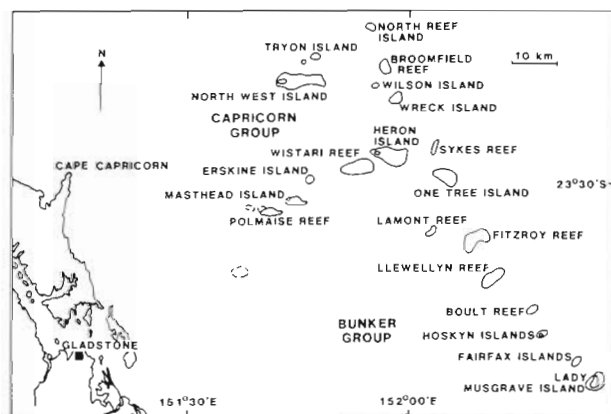 NORTH REEF
ISLAND
TRYON ISLAND
N
BROOMFIELD
REEF
10 km
WILSON ISLAND
NORTH WEST ISLAND
WRECK ISLAND
CAPRICORN
GROUP
HERON
ISLAND
WISTARI REEF
SYKES REEF
CAPE CAPRICORN
ERSKINE ISLAND
23°30'S
MASTHEAD ISLAND
ONE TREE ISLAND
POLMAISE REEF
LAMONT REEF
FITZROY REEF
LLEWELLYN REEF
BOULT REEF
BUNKER
GROUP
HOSKYN ISLANDS
GLADSTONE
FAIRFAX ISLANDS
LADY
MUSGRAVE ISLAND
151°30'E
152°00'E